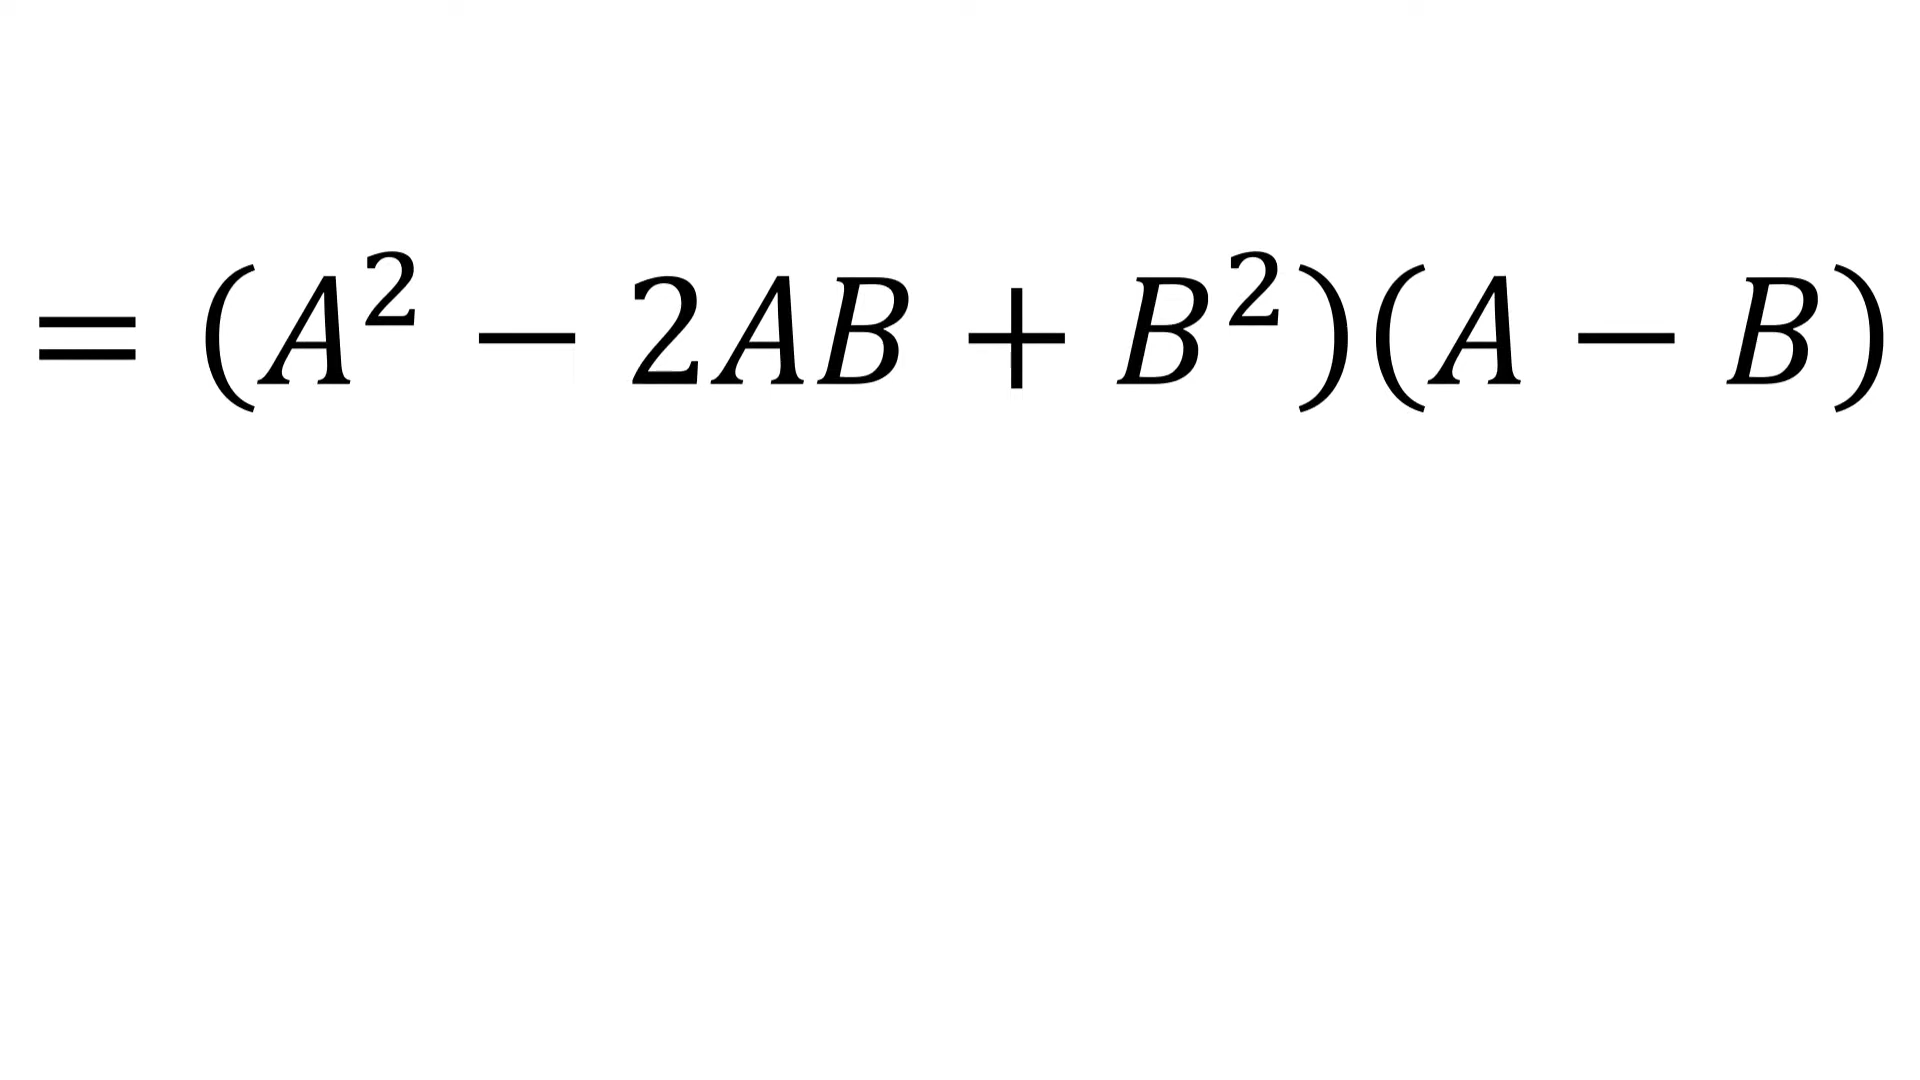 = (A² − 2AB + B²)(A − B)